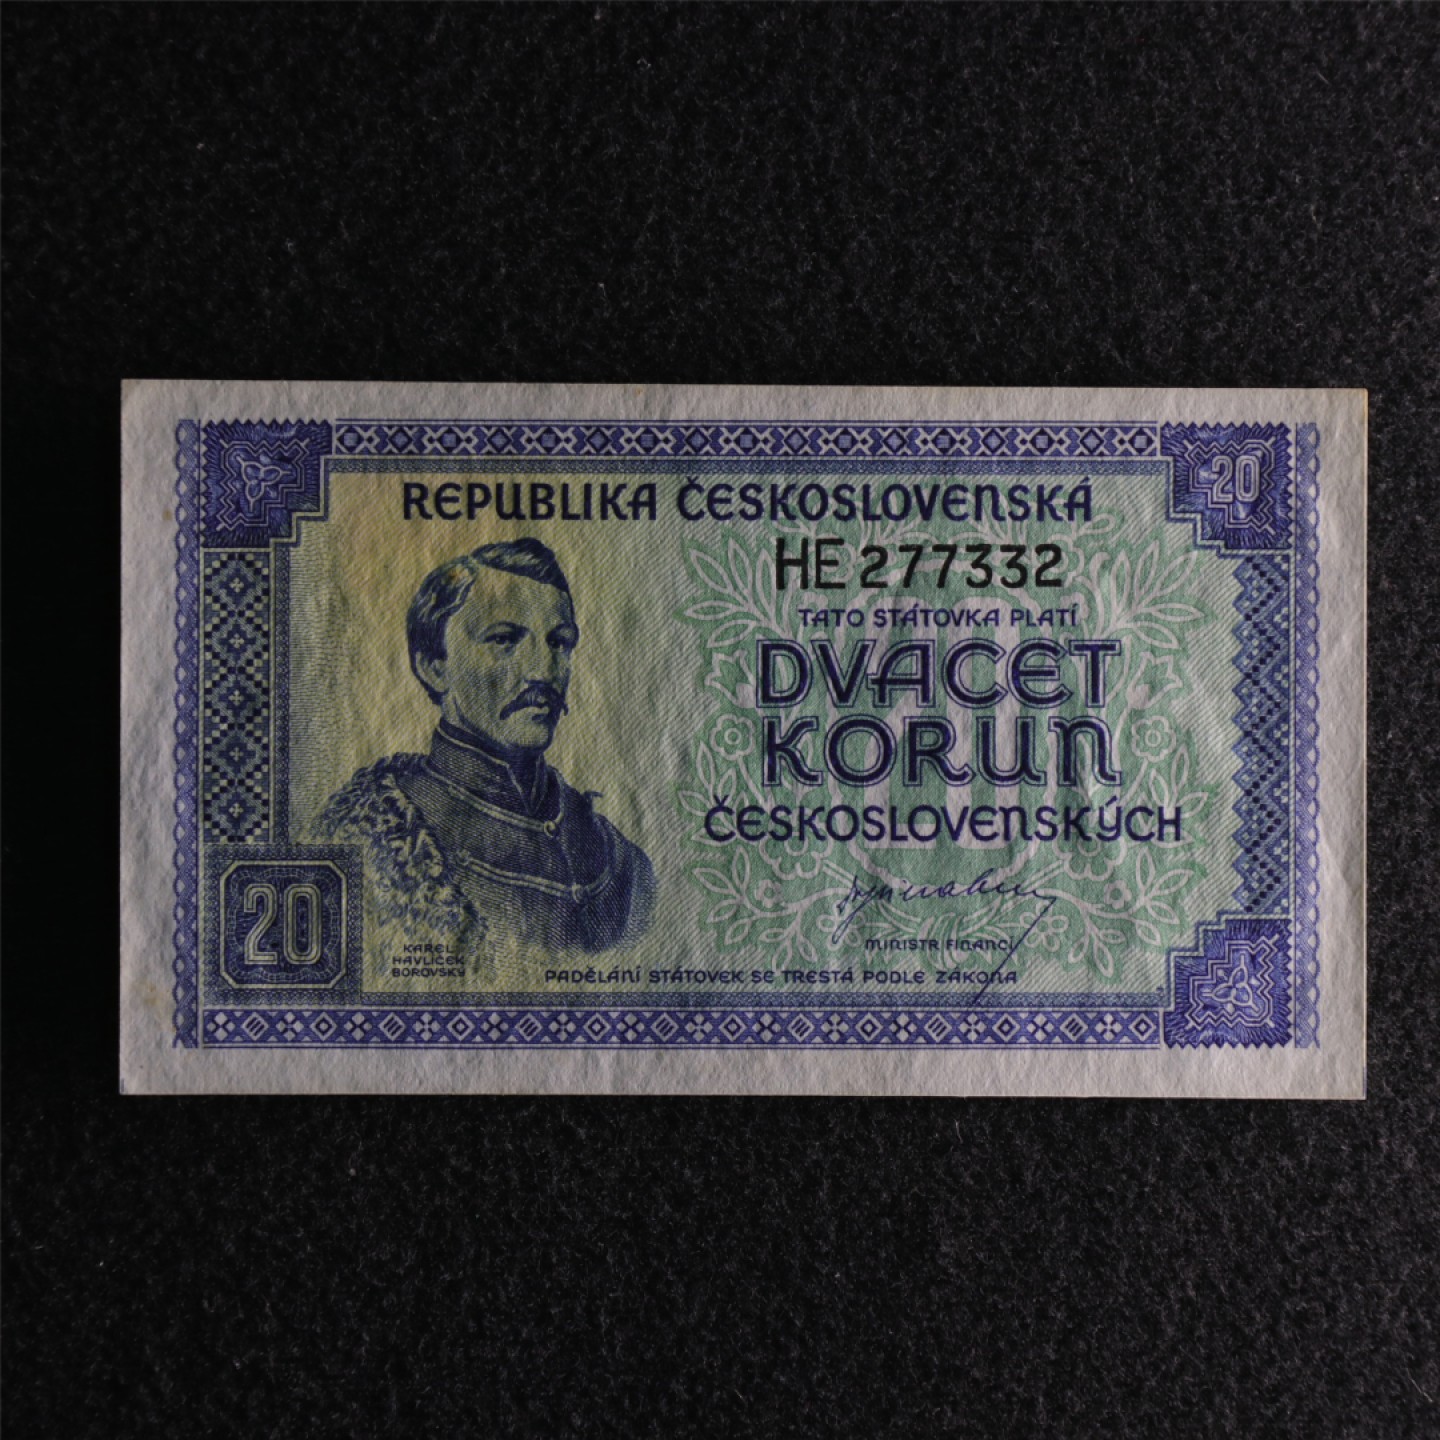 REPUBLIKA ČESKOSLOVENSKÁ
20
HE 277332
TATO STÁTOVKA PLATÍ
DVACET
KORUN
ČESKOSLOVENSKÝCH
20
MINISTR FINANCÍ
KAREL
HAVLÍČEK
BOROVSKÝ
PADĚLÁNÍ STÁTOVEK SE TRESTÁ PODLE ZÁKONA